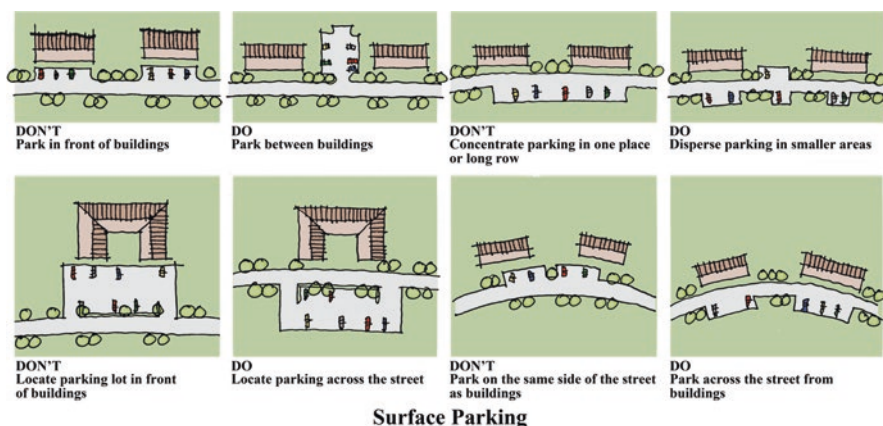 DON'T
Park in front of buildings
DO
Park between buildings
DON'T
Concentrate parking in one place
or long row
DO
Disperse parking in smaller areas
DON'T
Locate parking lot in front
of buildings
DO
Locate parking across the street
DON'T
Park on the same side of the street
as buildings
DO
Park across the street from
buildings
Surface Parking